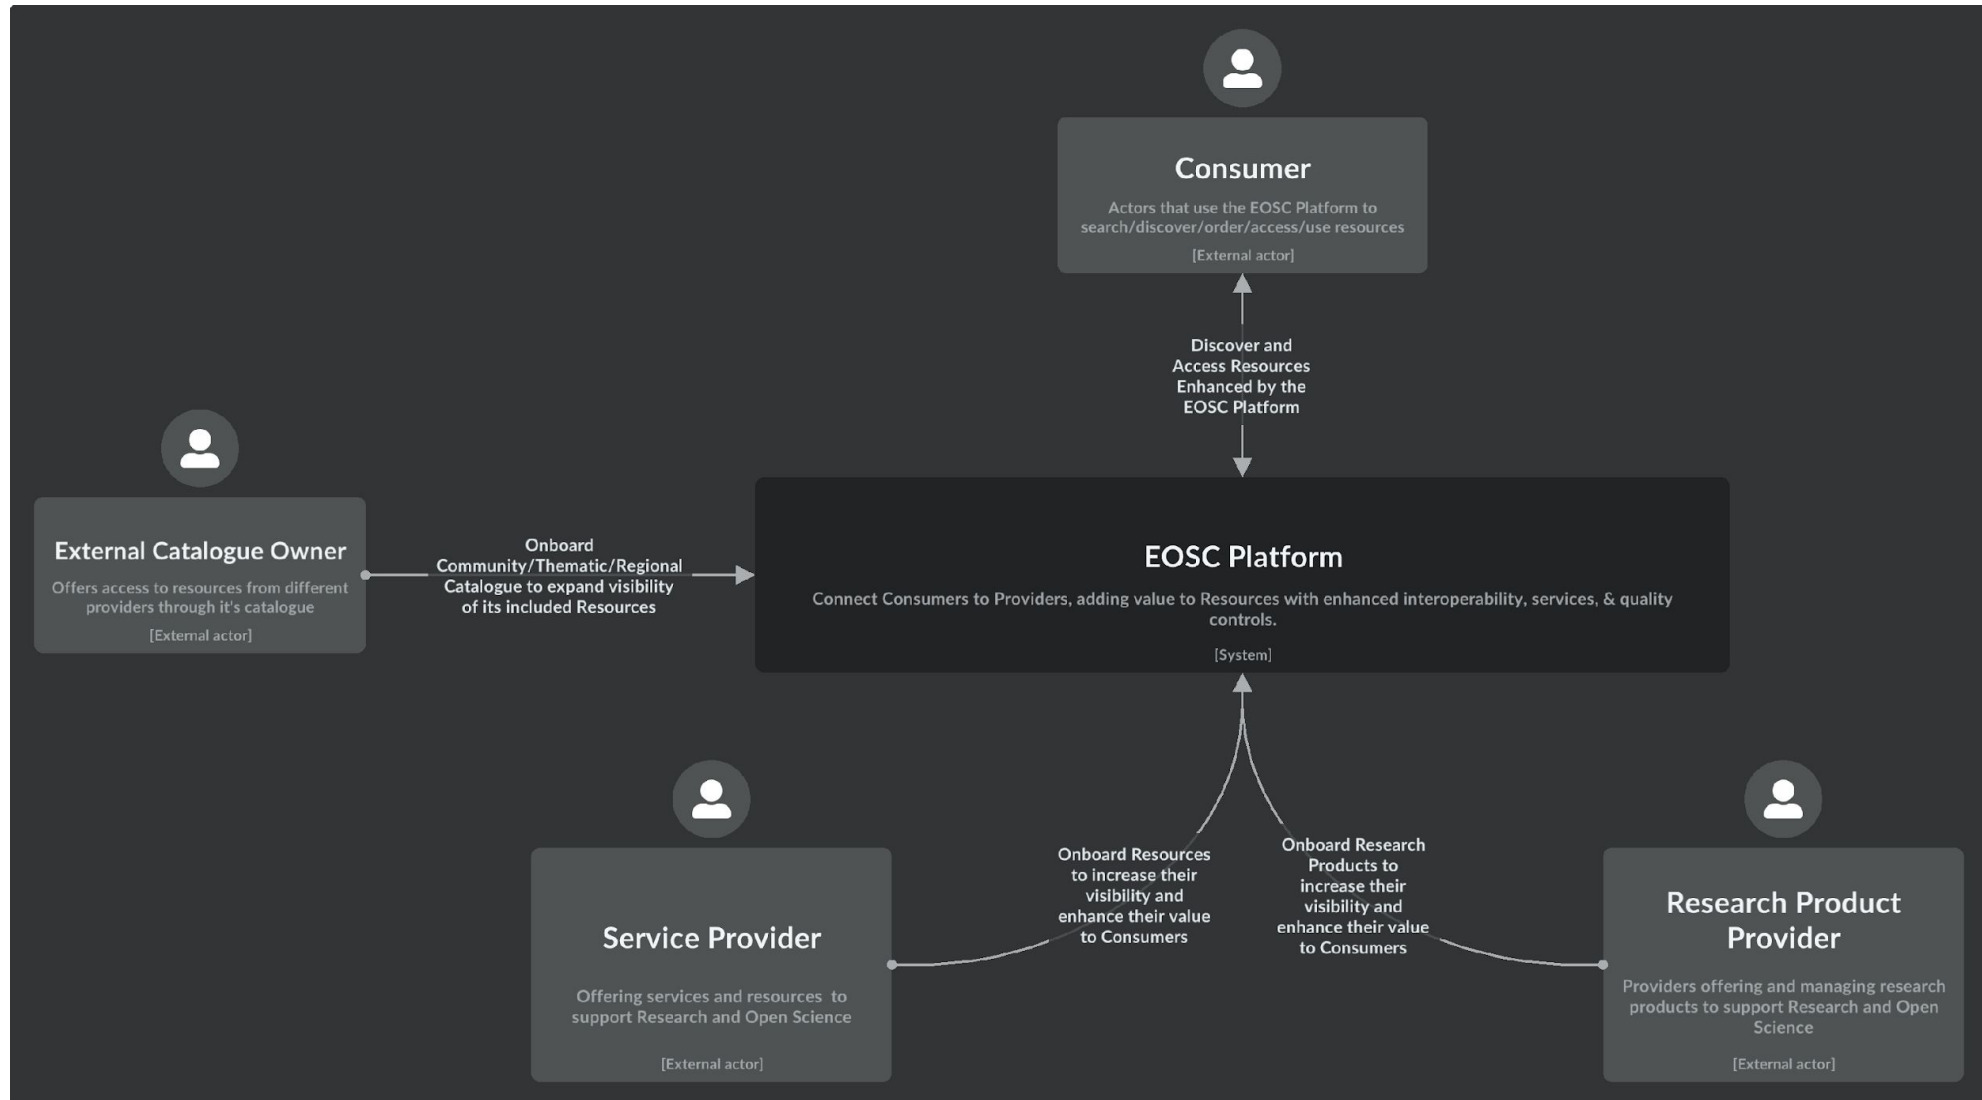 Consumer
Actors that use the EOSC Platform to
search/discover/order/access/use resources
[External actor]
Discover and
Access Resources
Enhanced by the
EOSC Platform
External Catalogue Owner
Offers access to resources from different
providers through it's catalogue
[External actor]
Onboard
Community/Thematic/Regional
Catalogue to expand visibility
of its included Resources
EOSC Platform
Connect Consumers to Providers, adding value to Resources with enhanced interoperability, services, & quality
controls.
[System]
Service Provider
Offering services and resources to
support Research and Open Science
[External actor]
Onboard Resources
to increase their
visibility and
enhance their value
to Consumers
Onboard Research
Products to
increase their
visibility and
enhance their value
to Consumers
Research Product
Provider
Providers offering and managing research
products to support Research and Open
Science
[External actor]